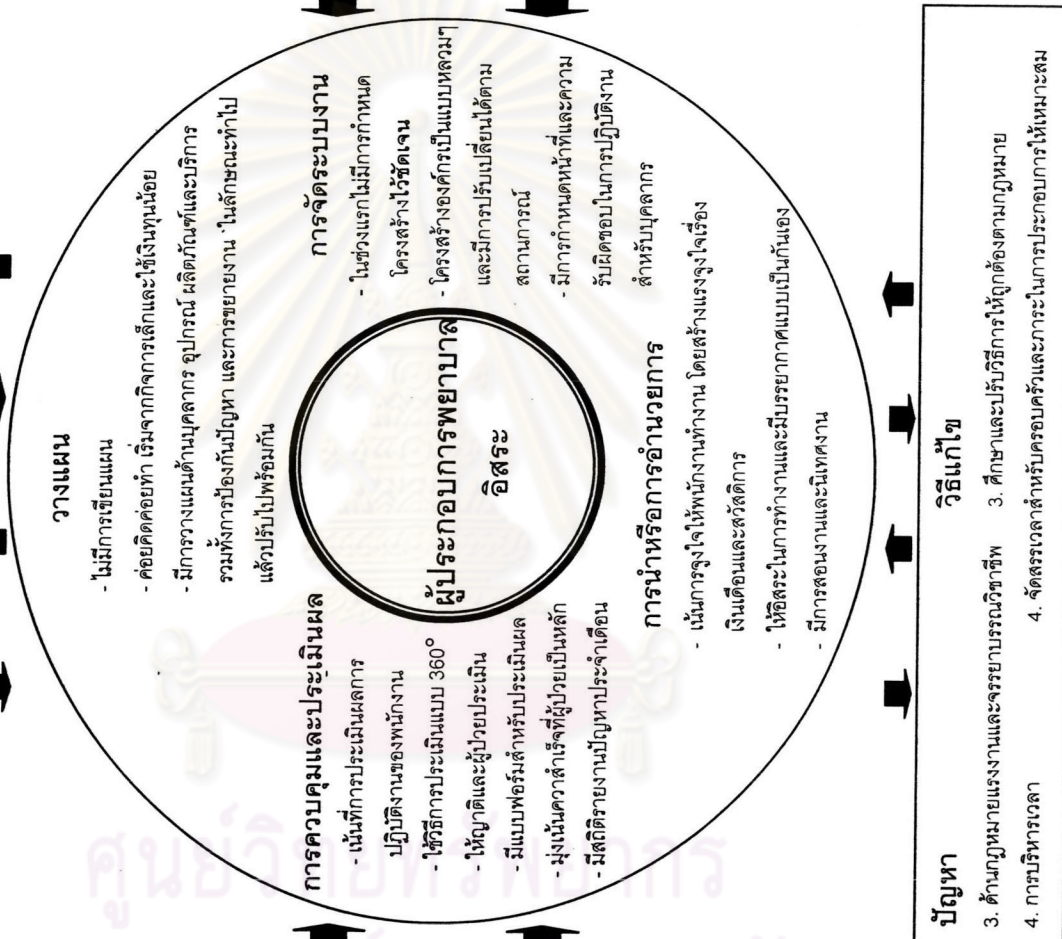 วางแผน
- ไม่มีการเขียนแผน
- ค่อยคิดค่อยทำ เริ่มจากกิจการเล็กและใช้เงินทุนน้อย
- มีการวางแผนด้านบุคลากร อุปกรณ์ ผลิตภัณฑ์และบริการ
รวมทั้งการป้องกันปัญหา และการขยายงาน ในลักษณะทำไป
แล้วปรับไปพร้อมกัน
การควบคุมและประเมินผล
- เน้นที่การประเมินผลการ
ปฏิบัติงานของพนักงาน
- ใช้วิธีการประเมินแบบ 360°
- ให้ญาติและผู้ป่วยประเมิน
- มีแบบฟอร์มสำหรับประเมินผล
- มุ่งเน้นความสำเร็จที่ผู้ป่วยเป็นหลัก
- มีสถิติรายงานปัญหาประจำเดือน
ผู้ประกอบการพยาบาล
อิสระ
การจัดระบบงาน
- ในช่วงแรกไม่มีการกำหนด
โครงสร้างไว้ชัดเจน
- โครงสร้างองค์กรเป็นแบบหลวมๆ
และมีการปรับเปลี่ยนได้ตาม
สถานการณ์
- มีการกำหนดหน้าที่และความ
รับผิดชอบในการปฏิบัติงาน
สำหรับบุคลากร
การนำหรือการอำนวยการ
- เน้นการจูงใจให้พนักงานทำงาน โดยสร้างแรงจูงใจเรื่อง
เงินเดือนและสวัสดิการ
- ให้อิสระในการทำงานและมีบรรยากาศแบบเป็นกันเอง
- มีการสอนงานและนิเทศงาน
ปัญหา วิธีแก้ไข
3. ด้านกฎหมายแรงงานและจรรยาบรรณวิชาชีพ 3. ศึกษาและปรับวิธีการให้ถูกต้องตามกฎหมาย
4. การบริหารเวลา 4. จัดสรรเวลาสำหรับครอบครัวและภาระในการประกอบการให้เหมาะสม
ศูนย์วิทยทรัพยากร